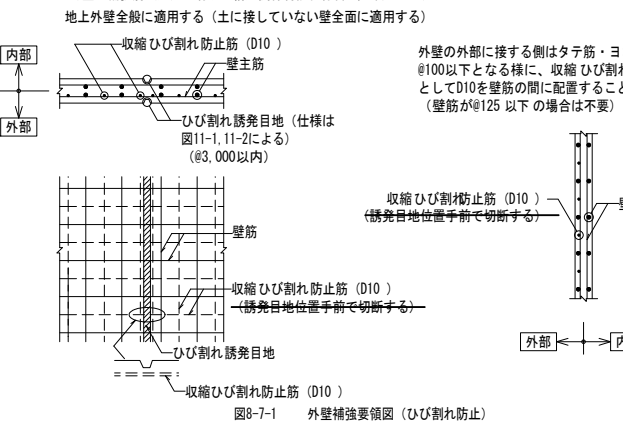 地上外壁全般に適用する（土に接していない壁全面に適用する）
内部
外部
収縮ひび割れ防止筋（D10 ）
壁主筋
ひび割れ誘発目地（仕様は
図11-1,11-2による）
（@3,000以内）
壁筋
収縮ひび割れ防止筋（D10 ）
（誘発目地位置手前で切断する）
ひび割れ誘発目地
収縮ひび割れ防止筋（D10 ）
図8-7-1 外壁補強要領図（ひび割れ防止）
外壁の外部に接する側はタテ筋・ヨ
@100以下となる様に、収縮ひび割れ
としてD10を壁筋の間に配置すること
（壁筋が@125 以下の場合は不要）
収縮ひび割れ防止筋（D10 ）
（誘発目地位置手前で切断する）
外部